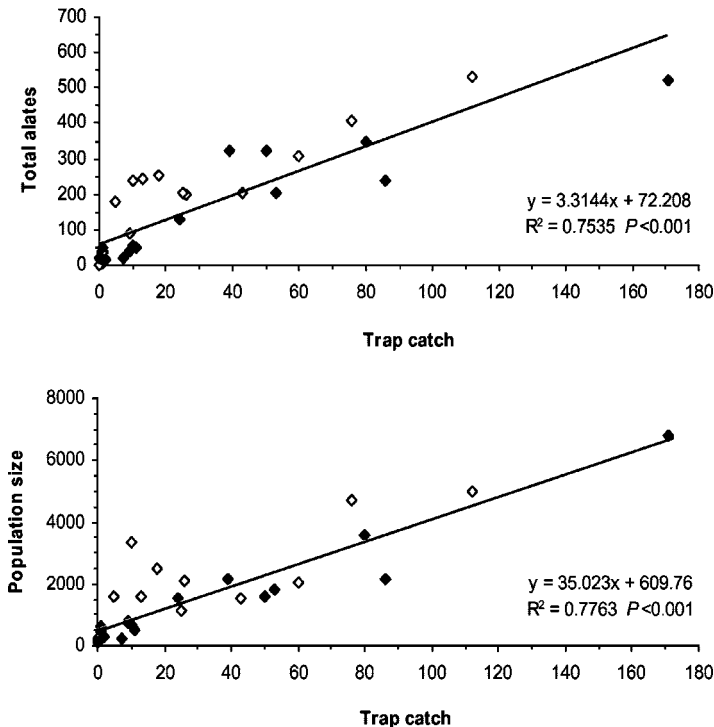 700
600
500
400
300
200
100
0
Total alates
y = 3.3144x + 72.208
R² = 0.7535 P<0.001
0 20 40 60 80 100 120 140 160 180
Trap catch
8000
6000
4000
2000
0
Population size
y = 35.023x + 609.76
R² = 0.7763 P<0.001
0 20 40 60 80 100 120 140 160 180
Trap catch